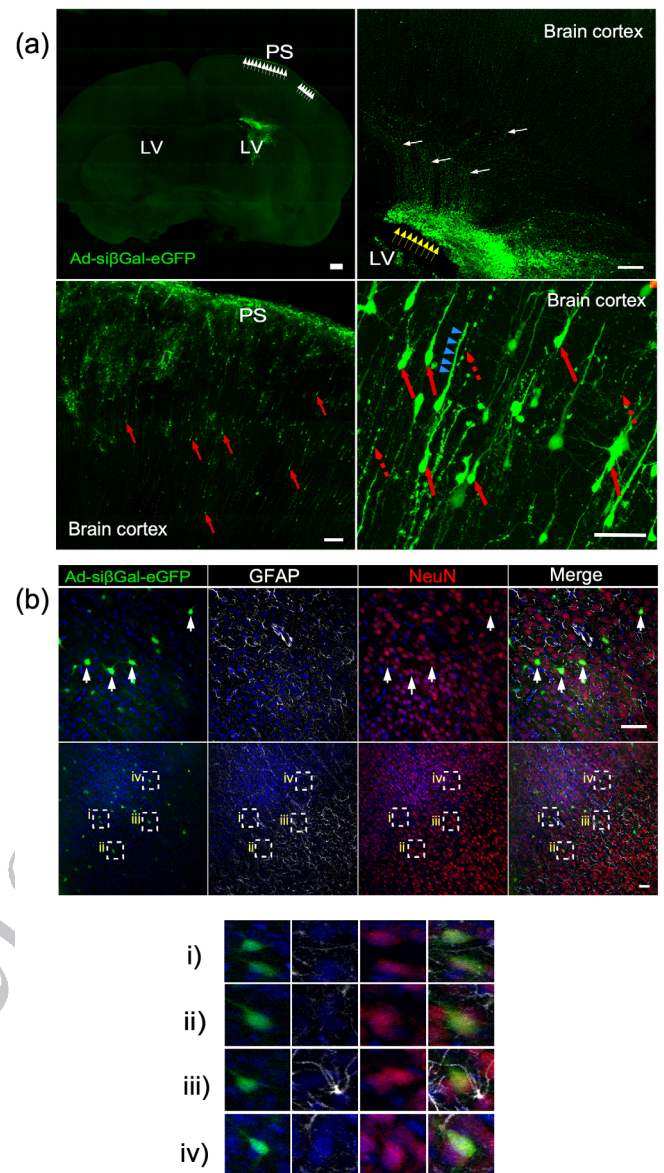 (a)
PS
LV
LV
Ad-siβGal-eGFP
Brain cortex
LV
PS
Brain cortex
Brain cortex
(b)
Ad-siβGal-eGFP GFAP NeuN Merge
iv iv iv iv
i iii i iii i iii i iii
ii ii ii ii
i)
ii)
iii)
iv)